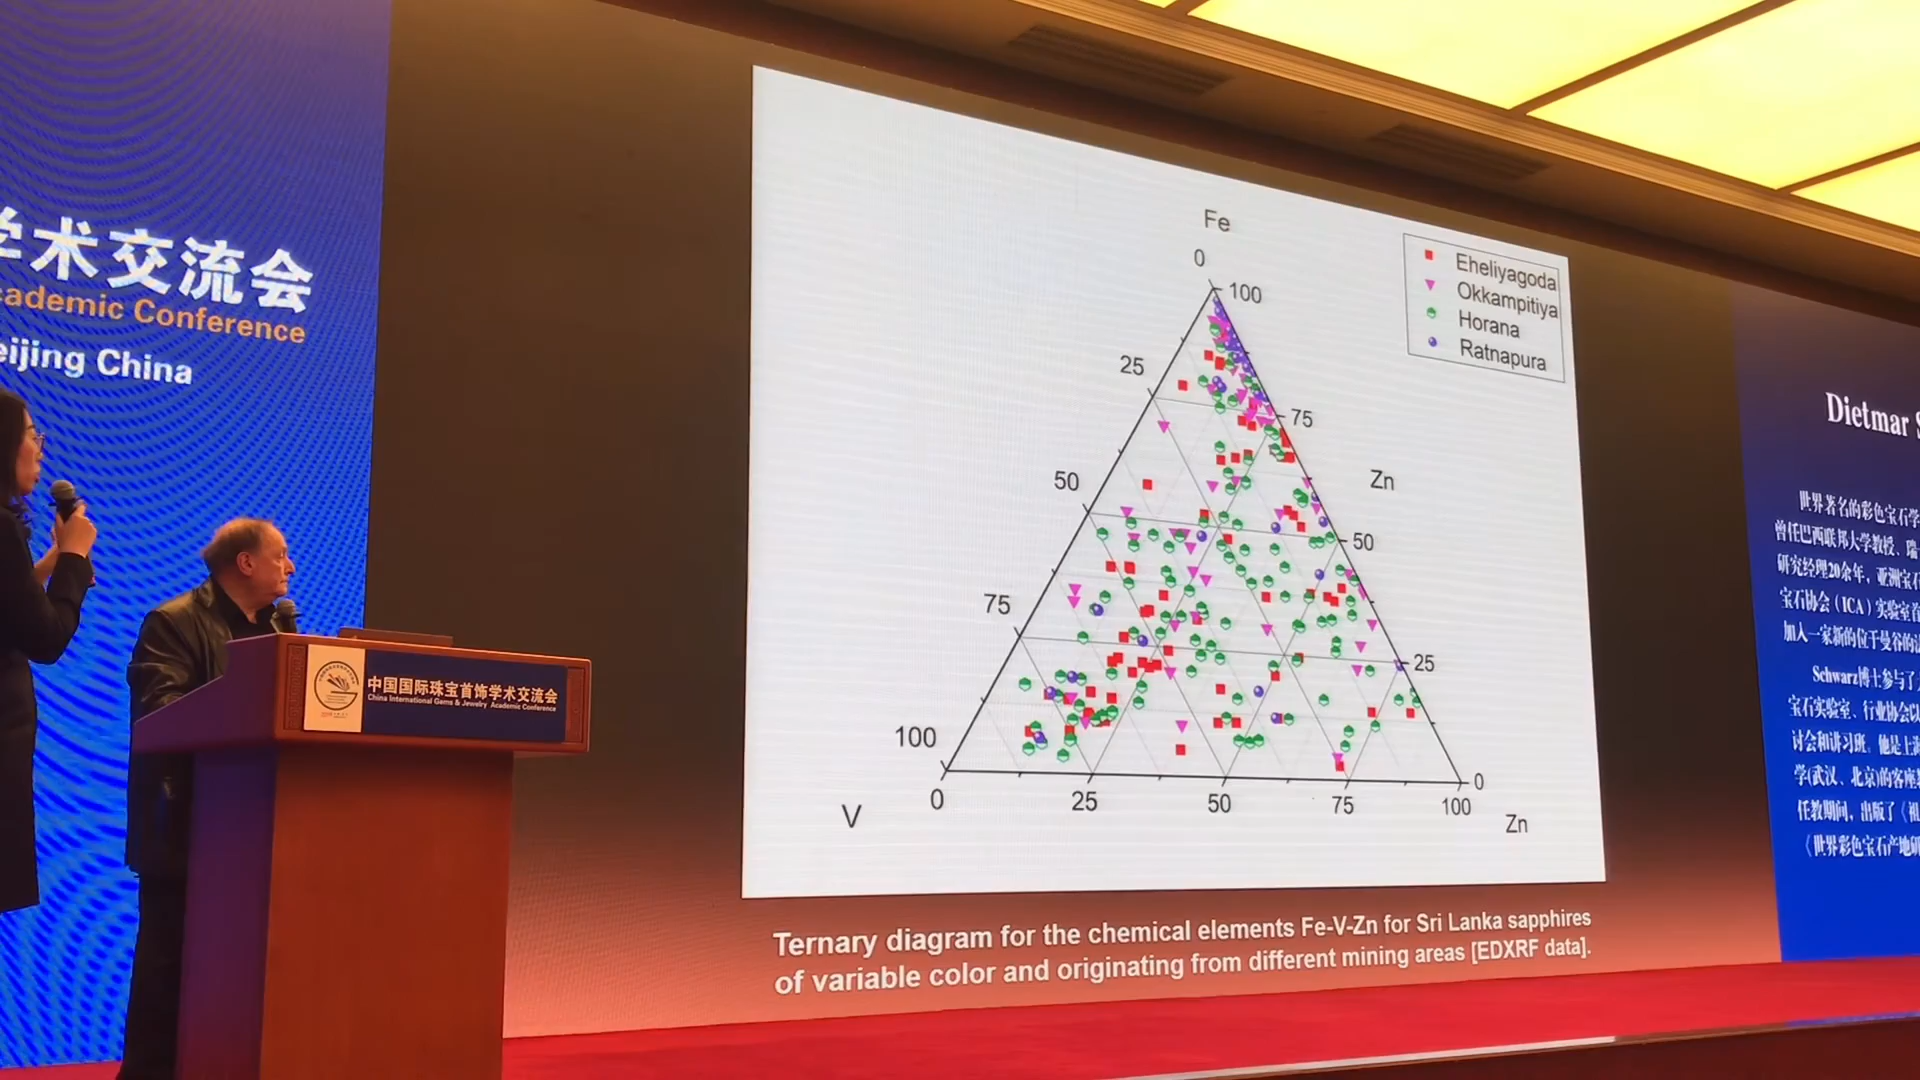 学术交流会
cademic Conference
eijing China
中国国际珠宝首饰学术交流会
China International Gems & Jewelry Academic Conference
Fe
0
100
25
75
50
Zn
50
75
25
100
0
V
0
25
50
75
100
Zn
Eheliyagoda
Okkampitiya
Horana
Ratnapura
Ternary diagram for the chemical elements Fe-V-Zn for Sri Lanka sapphires
of variable color and originating from different mining areas [EDXRF data].
Dietmar S
世界著名的彩色宝石学
曾任巴西联邦大学教授、瑞
研究经理20余年，亚洲宝石
宝石协会（ICA）实验室首
加入一家新的位于曼谷的
Schwarz博士参与了
宝石实验室、行业协会以
讨会和讲习班。他是上海
学(武汉、北京)的客座
任教期间，出版了《祖
《世界彩色宝石产地研